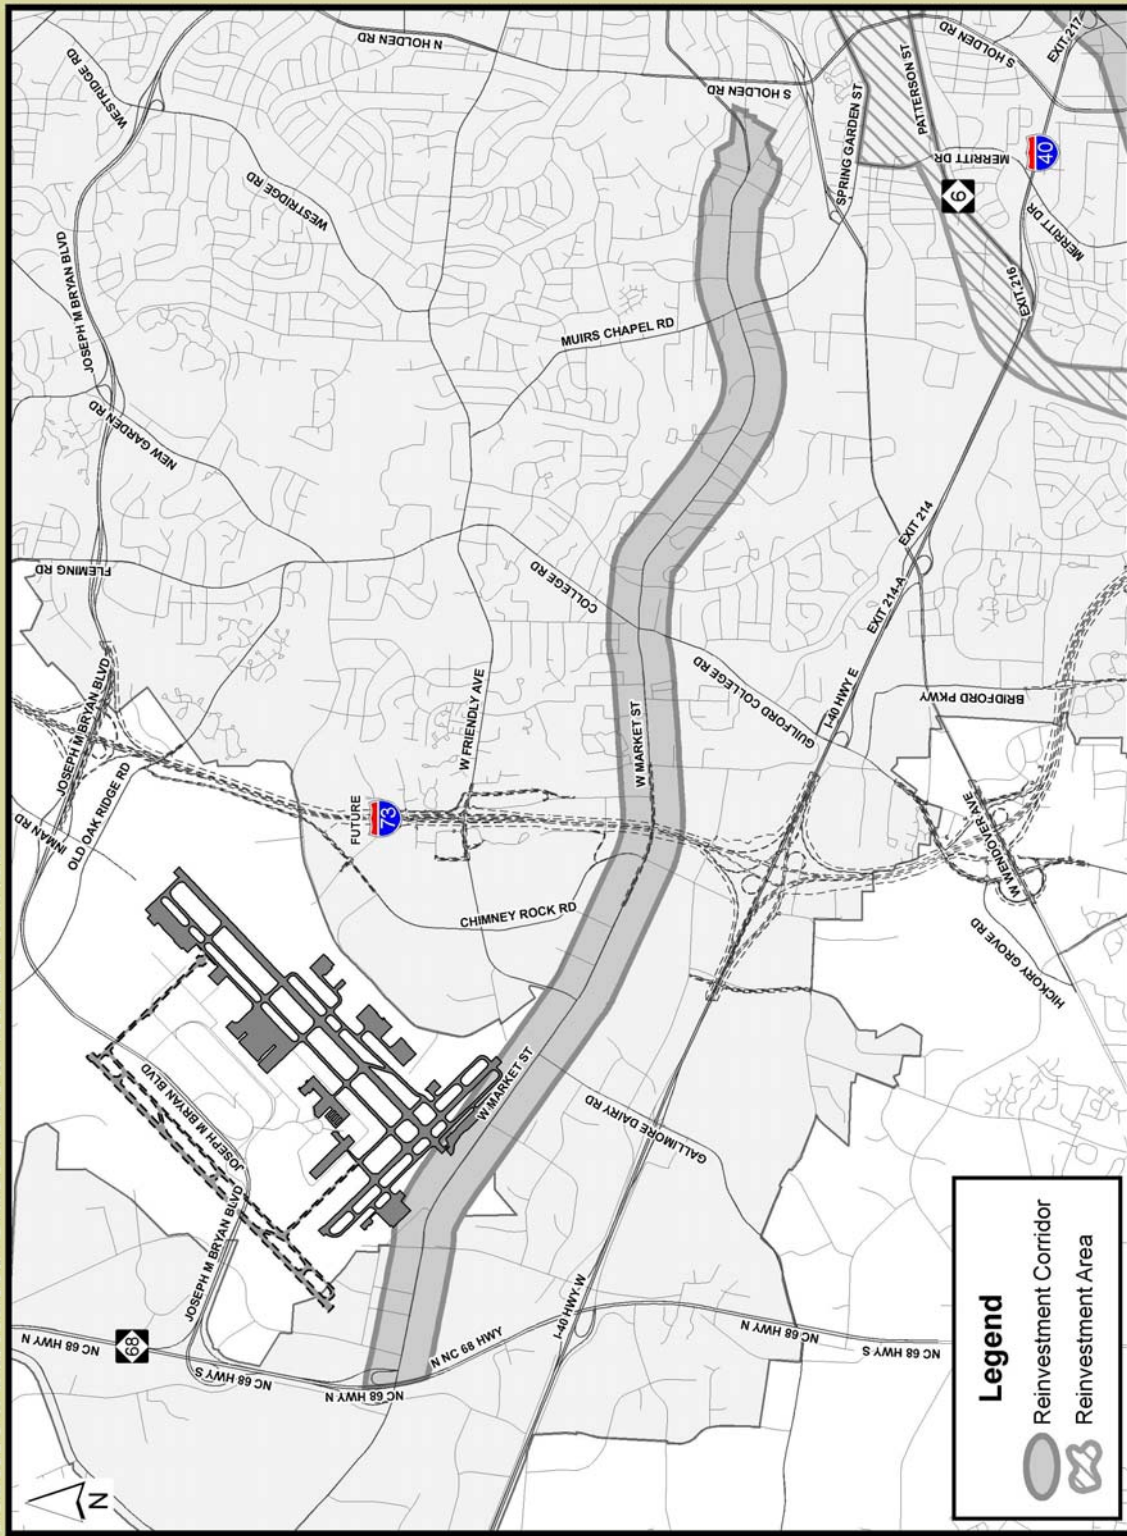 N HOLDEN RD
S HOLDEN RD
S HOLDEN RD
EXIT 217
WESTRIDGE RD
WESTRIDGE RD
PATTERSON ST
SPRING GARDEN ST
MERRITT DR
MERRITT DR
40
6
EXIT 216
JOSEPH M BRYAN BLVD
MUIRS CHAPEL RD
NEW GARDEN RD
FLEMING RD
COLLEGE RD
EXIT 214
EXIT 214-A
GUILFORD COLLEGE RD
I-40 HWY E
BRIDFORD PKWY
W FRIENDLY AVE
W MARKET ST
JOSEPH M BRYAN BLVD
OLD OAK RIDGE RD
INMAN RD
FUTURE
73
W WENDOVER AVE
CHIMNEY ROCK RD
HICKORY GROVE RD
W MARKET ST
GALLIMORE DAIRY RD
JOSEPH M BRYAN BLVD
JOSEPH M BRYAN BLVD
68
NC 68 HWY N
NC 68 HWY S
NC 68 HWY N
N NC 68 HWY
I-40 HWY W
NC 68 HWY N
NC 68 HWY S
N
Legend
Reinvestment Corridor
Reinvestment Area